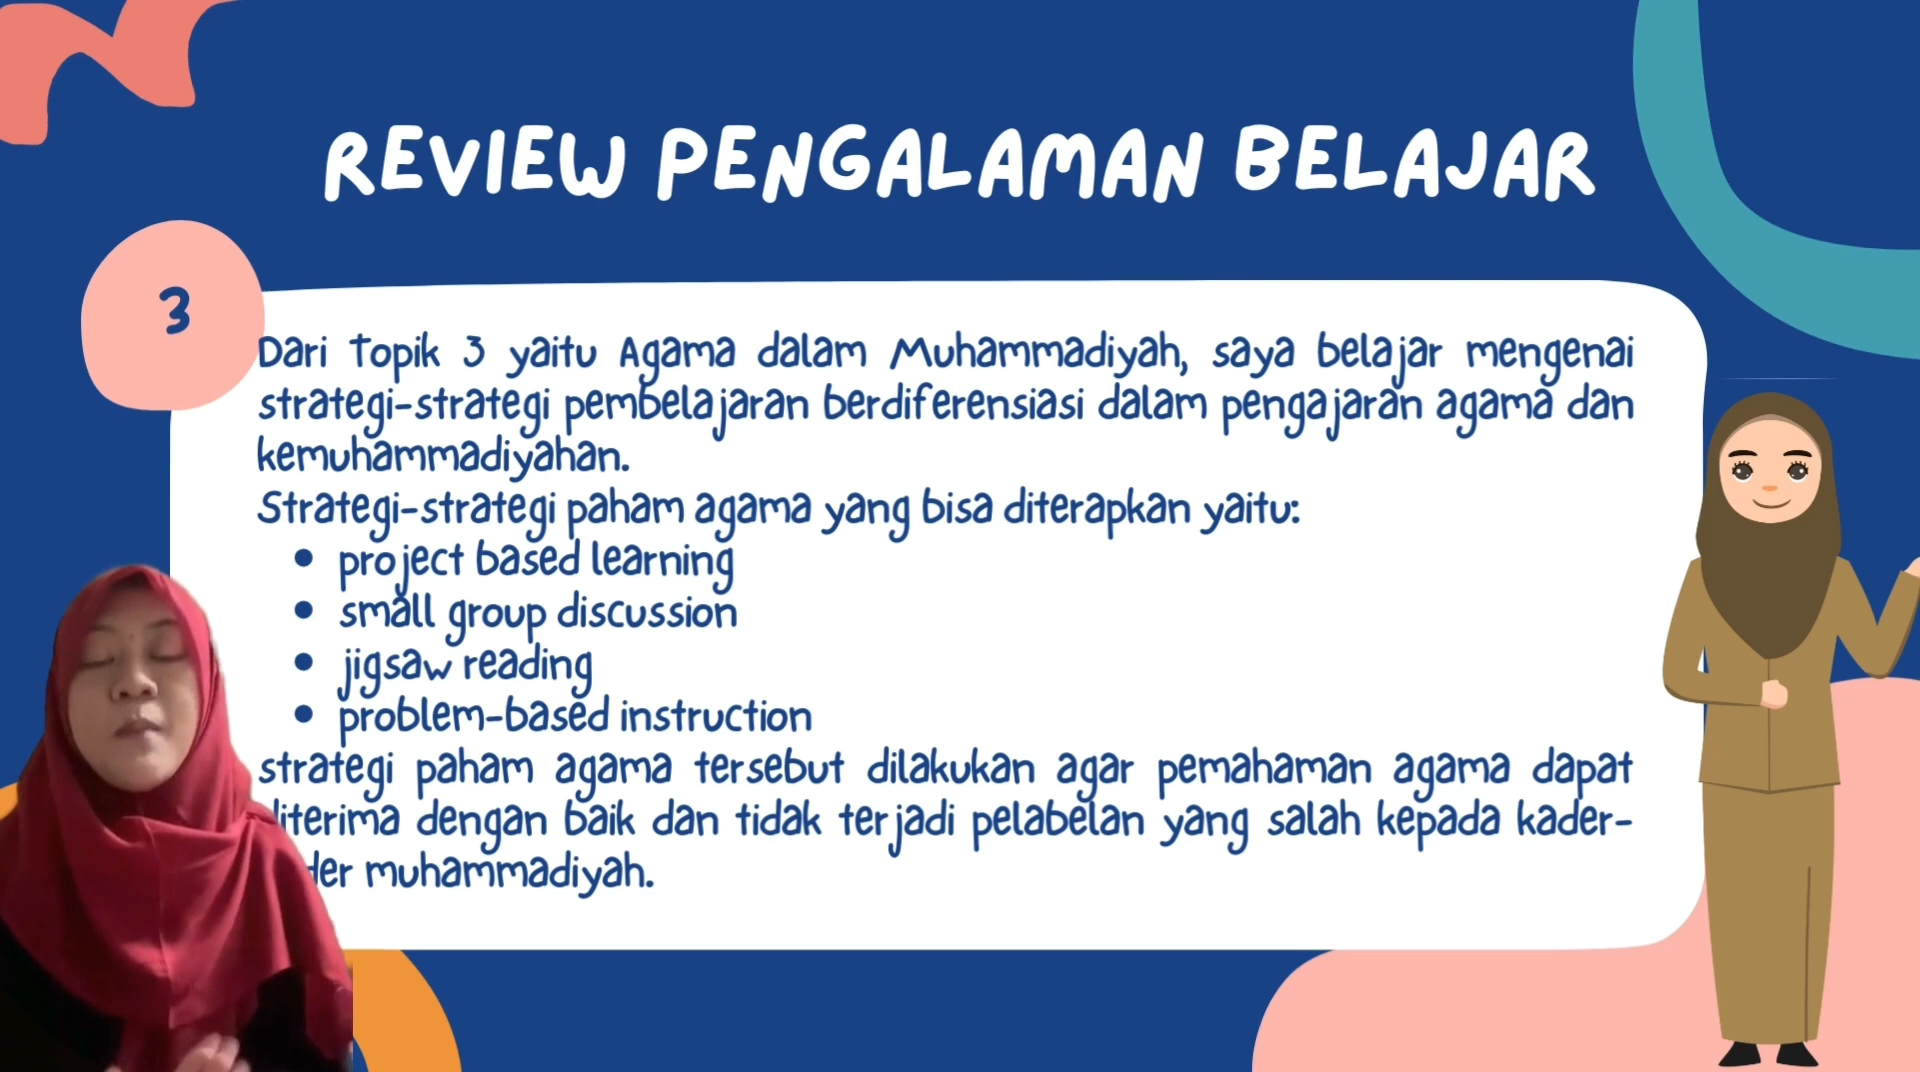 REVIEW PENGALAMAN BELAJAR
3
Dari Topik 3 yaitu Agama dalam Muhammadiyah, saya belajar mengenai
strategi-strategi pembelajaran berdiferensiasi dalam pengajaran agama dan
kemuhammadiyahan.
Strategi-strategi paham agama yang bisa diterapkan yaitu:
• project based learning
• small group discussion
• jigsaw reading
• problem-based instruction
strategi paham agama tersebut dilakukan agar pemahaman agama dapat
dengan baik dan tidak terjadi pelabelan yang salah kepada kader-
muhammadiyah.